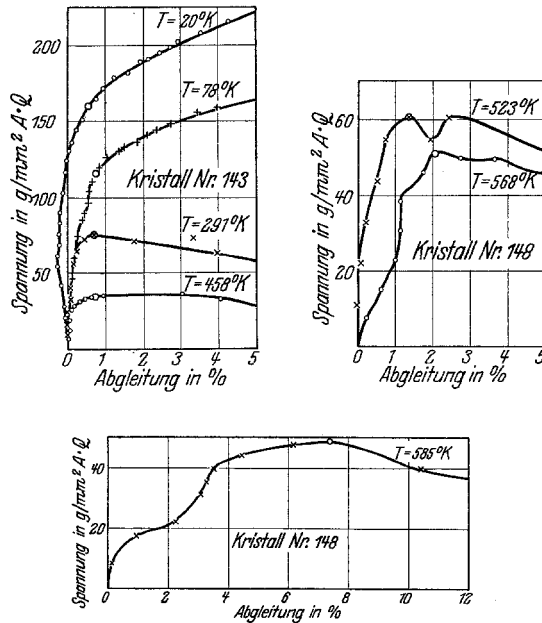 Spannung in g/mm² A·Q
200
150
100
50
0
T=20°K
T=78°K
Kristall Nr. 143
T=291°K
T=458°K
0 1 2 3 4 5
Abgleitung in %
Spannung in g/mm² A·Q
60
40
20
T=523°K
T=568°K
Kristall Nr. 148
0 1 2 3 4 5
Abgleitung in %
Spannung in g/mm² A·Q
40
20
T=585°K
Kristall Nr. 148
0 2 4 6 8 10 12
Abgleitung in %